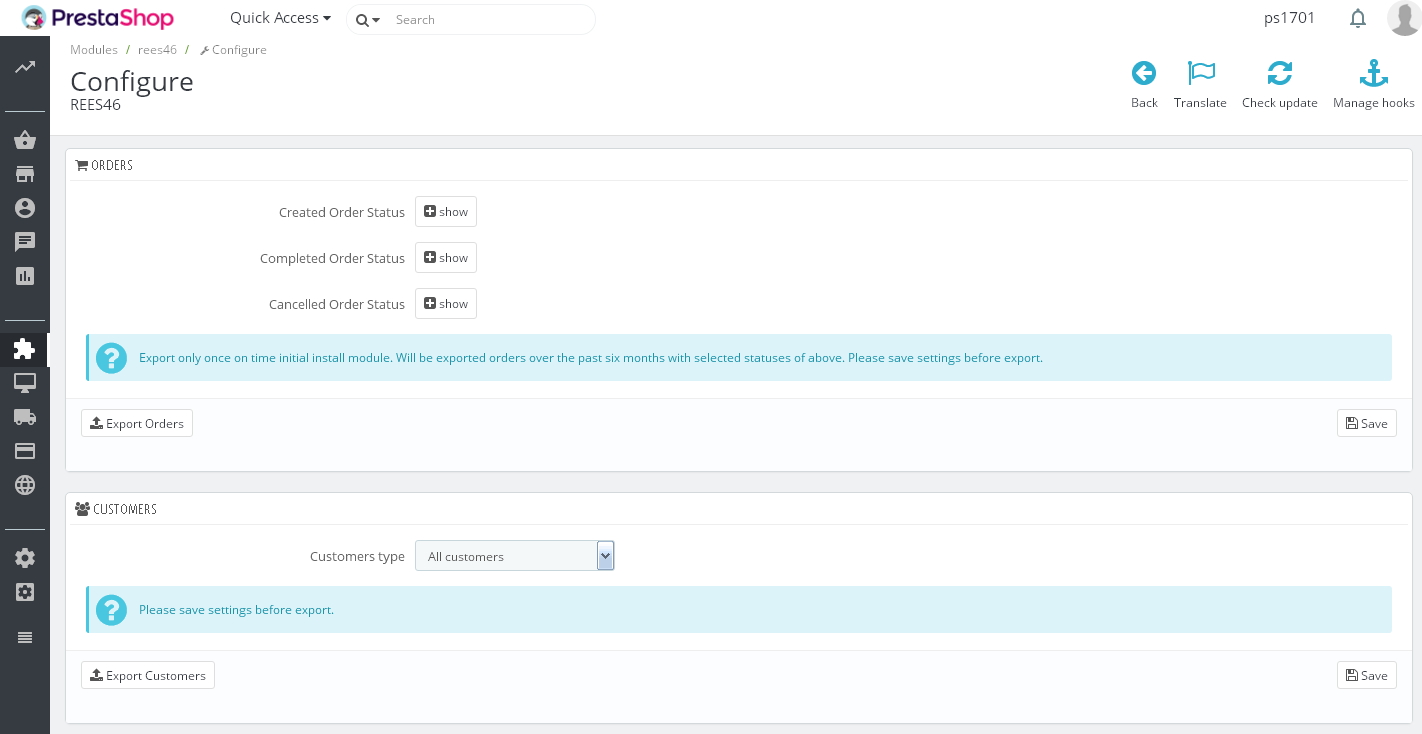 PrestaShop
Quick Access
Search
ps1701
Modules / rees46 / Configure
Configure
REES46
Back
Translate
Check update
Manage hooks
ORDERS
Created Order Status
show
Completed Order Status
show
Cancelled Order Status
show
Export only once on time initial install module. Will be exported orders over the past six months with selected statuses of above. Please save settings before export.
Export Orders
Save
CUSTOMERS
Customers type
All customers
Please save settings before export.
Export Customers
Save